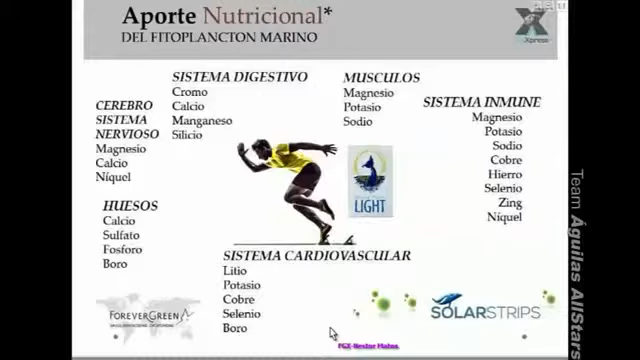 Aporte Nutricional*
DEL FITOPLANCTON MARINO
Xpress
SISTEMA DIGESTIVO
Cromo
Calcio
Manganeso
Silicio
MUSCULOS
Magnesio
Potasio
Sodio
CEREBRO
SISTEMA
NERVIOSO
Magnesio
Calcio
Níquel
SISTEMA INMUNE
Magnesio
Potasio
Sodio
Cobre
Hierro
Selenio
Zing
Níquel
LIGHT
HUESOS
Calcio
Sulfato
Fosforo
Boro
SISTEMA CARDIOVASCULAR
Litio
Potasio
Cobre
Selenio
Boro
FOREVERGREEN
SOLARSTRIPS
FGX-Nestor Matos
Team Águilas AllStars